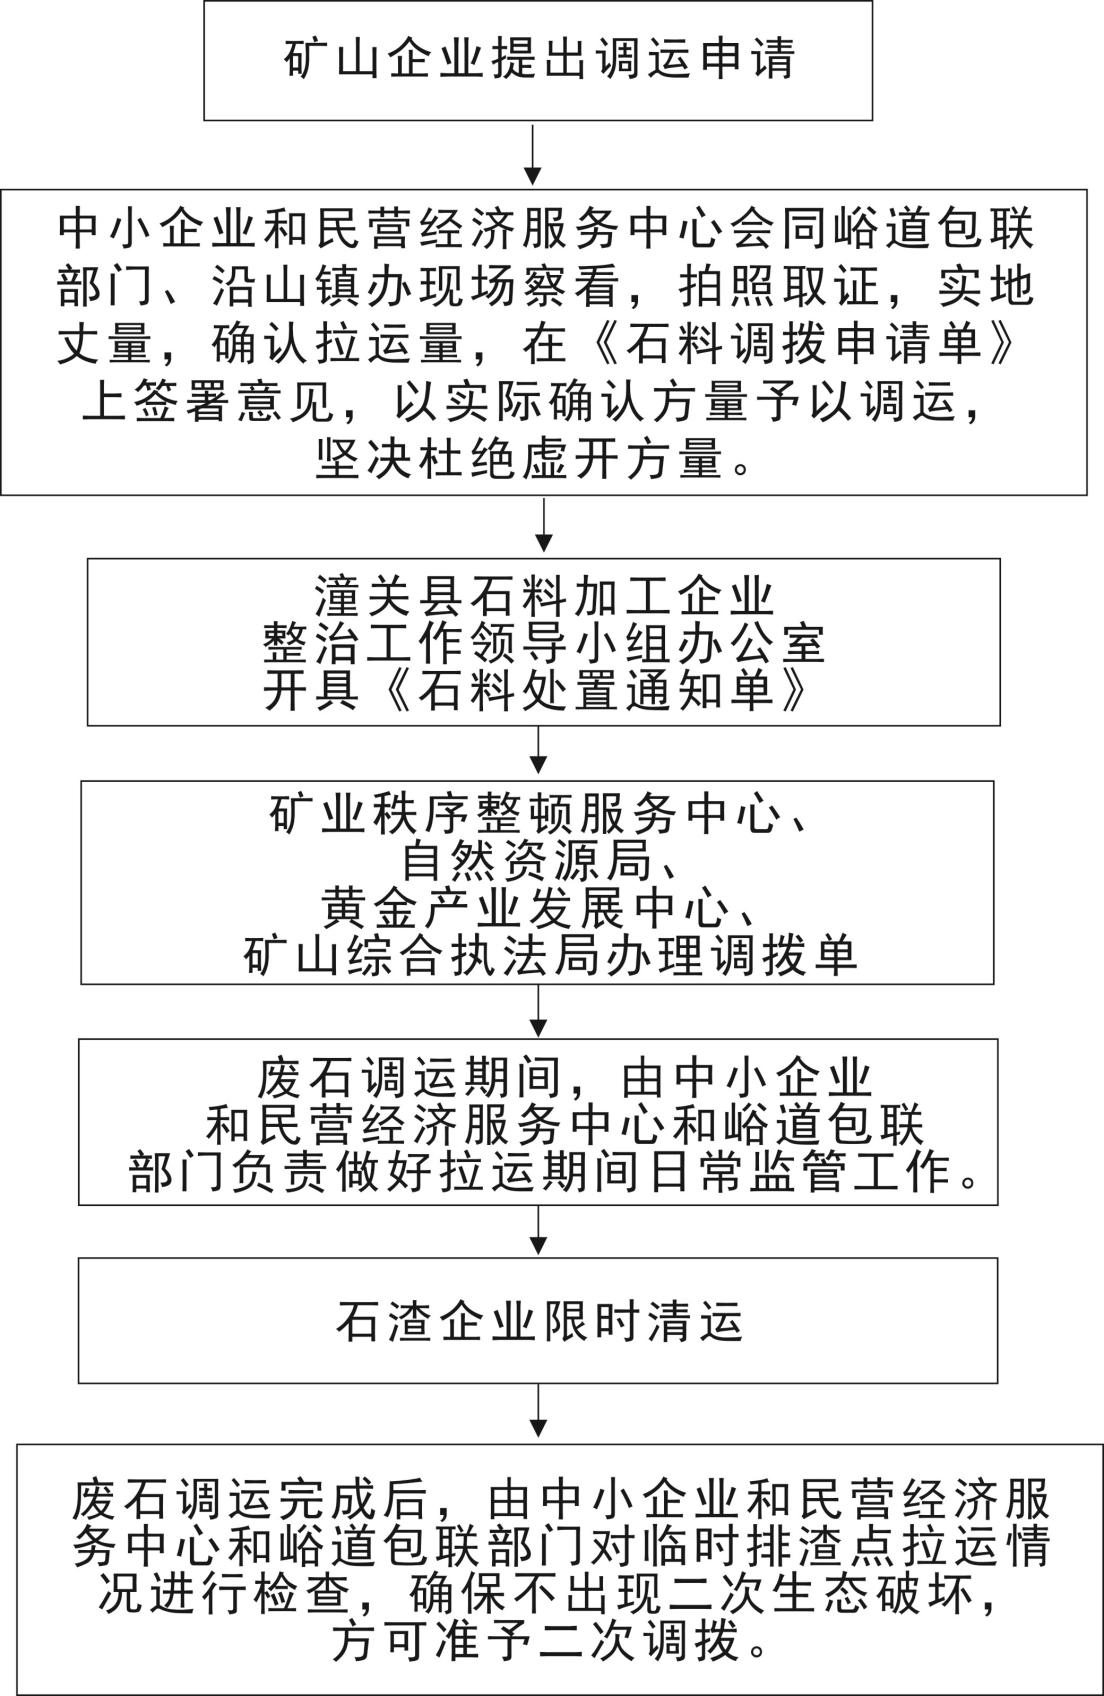 矿山企业提出调运申请
中小企业和民营经济服务中心会同峪道包联
部门、沿山镇办现场察看，拍照取证，实地
丈量，确认拉运量，在《石料调拨申请单》
上签署意见，以实际确认方量予以调运，
坚决杜绝虚开方量。
潼关县石料加工企业
整治工作领导小组办公室
开具《石料处置通知单》
矿业秩序整顿服务中心、
自然资源局、
黄金产业发展中心、
矿山综合执法局办理调拨单
废石调运期间，由中小企业
和民营经济服务中心和峪道包联
部门负责做好拉运期间日常监管工作。
石渣企业限时清运
废石调运完成后，由中小企业和民营经济服
务中心和峪道包联部门对临时排渣点拉运情
况进行检查，确保不出现二次生态破坏，
方可准予二次调拨。